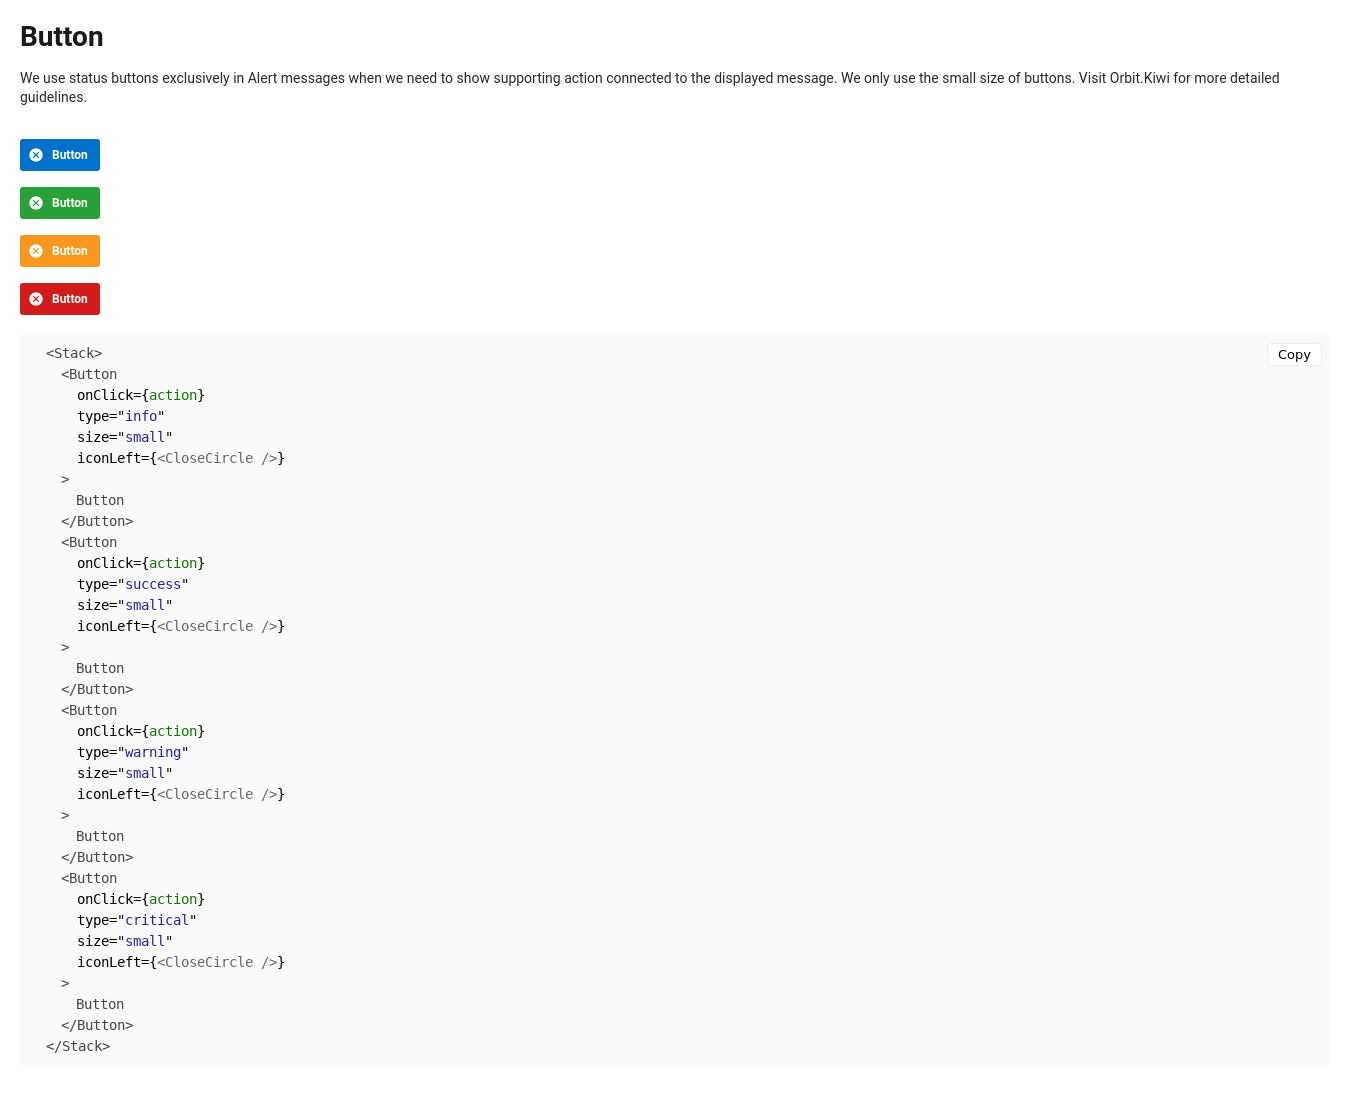 Button
We use status buttons exclusively in Alert messages when we need to show supporting action connected to the displayed message. We only use the small size of buttons. Visit Orbit.Kiwi for more detailed
guidelines.
Button
Button
Button
Button
Copy
<Stack>
<Button
onClick={action}
type="info"
size="small"
iconLeft={<CloseCircle />}
>
Button
</Button>
<Button
onClick={action}
type="success"
size="small"
iconLeft={<CloseCircle />}
>
Button
</Button>
<Button
onClick={action}
type="warning"
size="small"
iconLeft={<CloseCircle />}
>
Button
</Button>
<Button
onClick={action}
type="critical"
size="small"
iconLeft={<CloseCircle />}
>
Button
</Button>
</Stack>